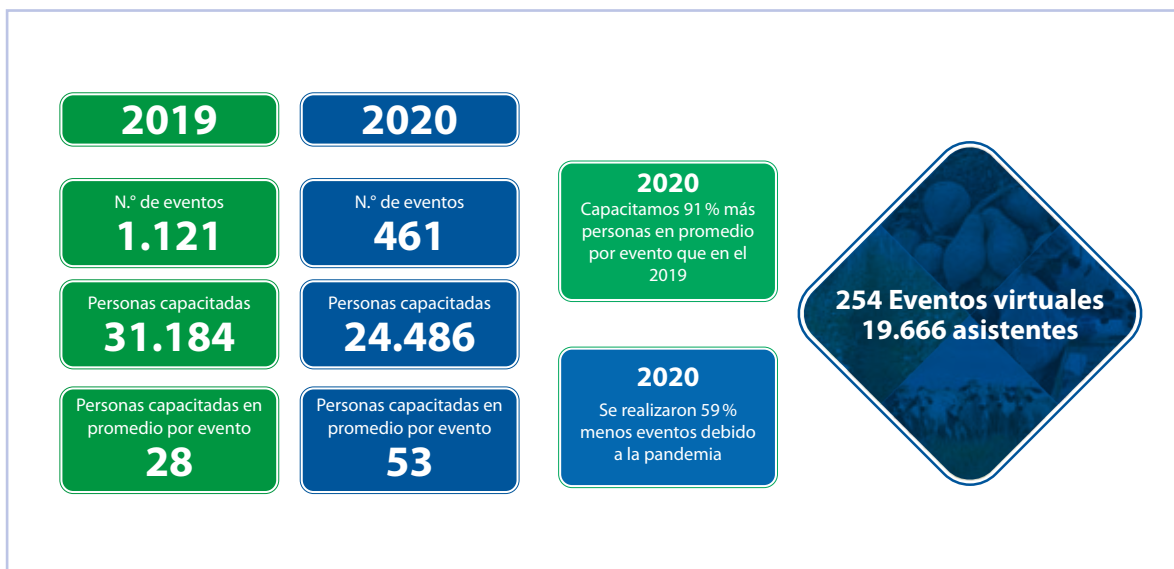 2019
2020
N.° de eventos
1.121
N.° de eventos
461
Personas capacitadas
31.184
Personas capacitadas
24.486
Personas capacitadas en
promedio por evento
28
Personas capacitadas en
promedio por evento
53
2020
Capacitamos 91 % más
personas en promedio
por evento que en el
2019
2020
Se realizaron 59 %
menos eventos debido
a la pandemia
254 Eventos virtuales
19.666 asistentes